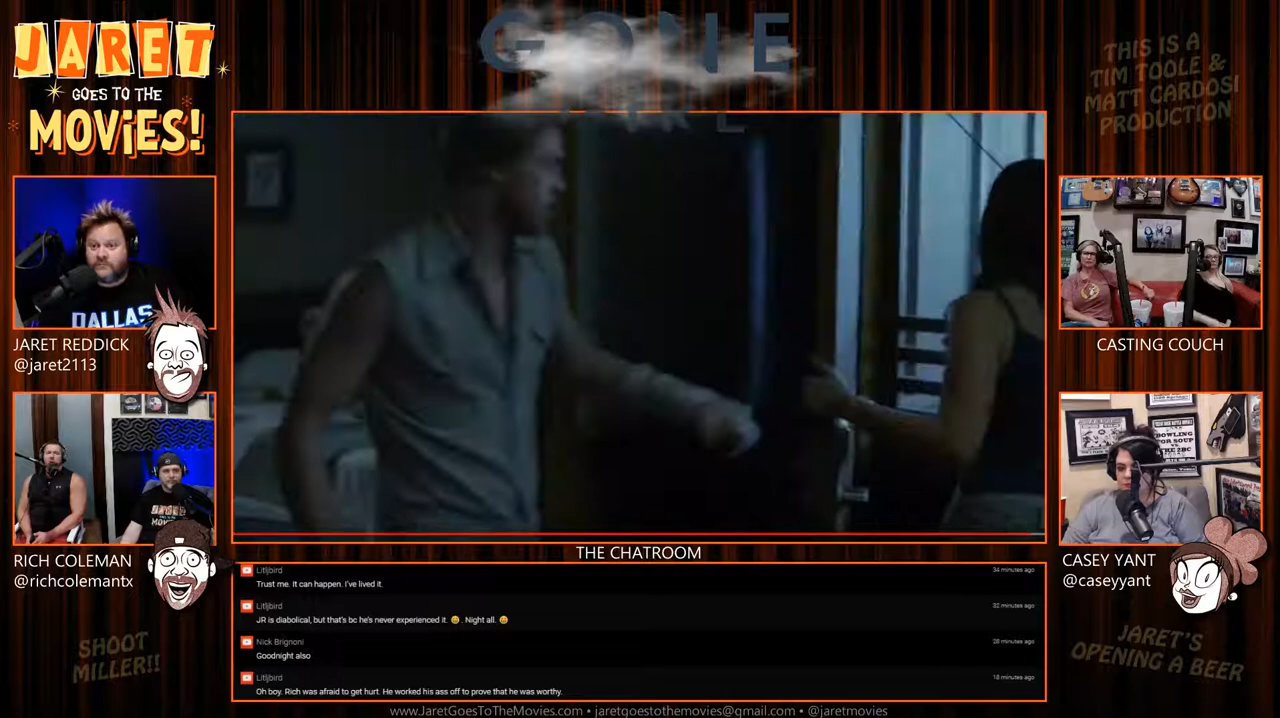 GONE
JARET
GOES TO THE
MOViES!
THIS IS A
TIM TOOLE &
MATT CARDOSI
PRODUCTION
DALLAS
JARET REDDICK
@jaret2113
CASTING COUCH
BOWLING
FOR SOUP
RICH COLEMAN
@richcolemantx
CASEY YANT
@caseyyant
THE CHATROOM
Litljbird
34 minutes ago
Trust me. It can happen. I've lived it.
Litljbird
32 minutes ago
JR is diabolical, but that's bc he's never experienced it. 😄 . Night all. 😄
Nick Brignoni
28 minutes ago
Goodnight also
Litljbird
18 minutes ago
Oh boy. Rich was afraid to get hurt. He worked his ass off to prove that he was worthy.
SHOOT
MILLER!!
JARET'S
OPENING A BEER
www.JaretGoesToTheMovies.com • jaretgoestothemovies@gmail.com • @jaretmovies